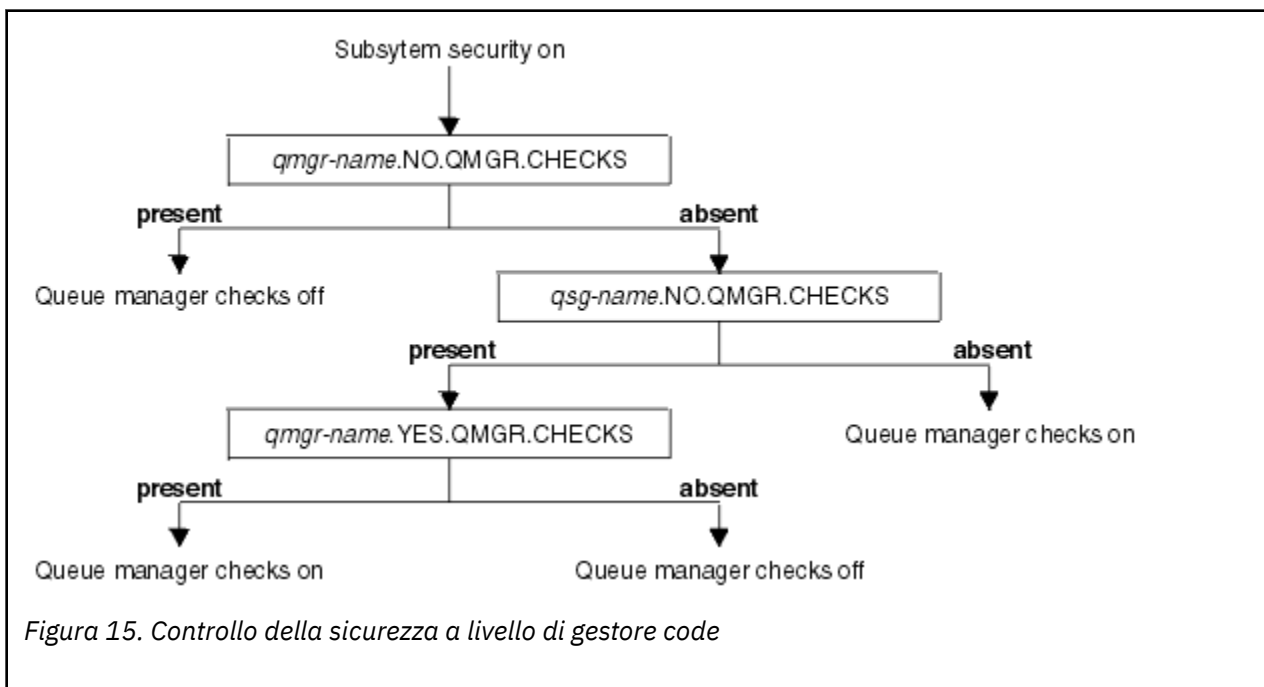 Subsytem security on
qmgr-name.NO.QMGR.CHECKS
present absent
Queue manager checks off
qsg-name.NO.QMGR.CHECKS
present absent
qmgr-name.YES.QMGR.CHECKS
Queue manager checks on
present absent
Queue manager checks on Queue manager checks off
Figura 15. Controllo della sicurezza a livello di gestore code